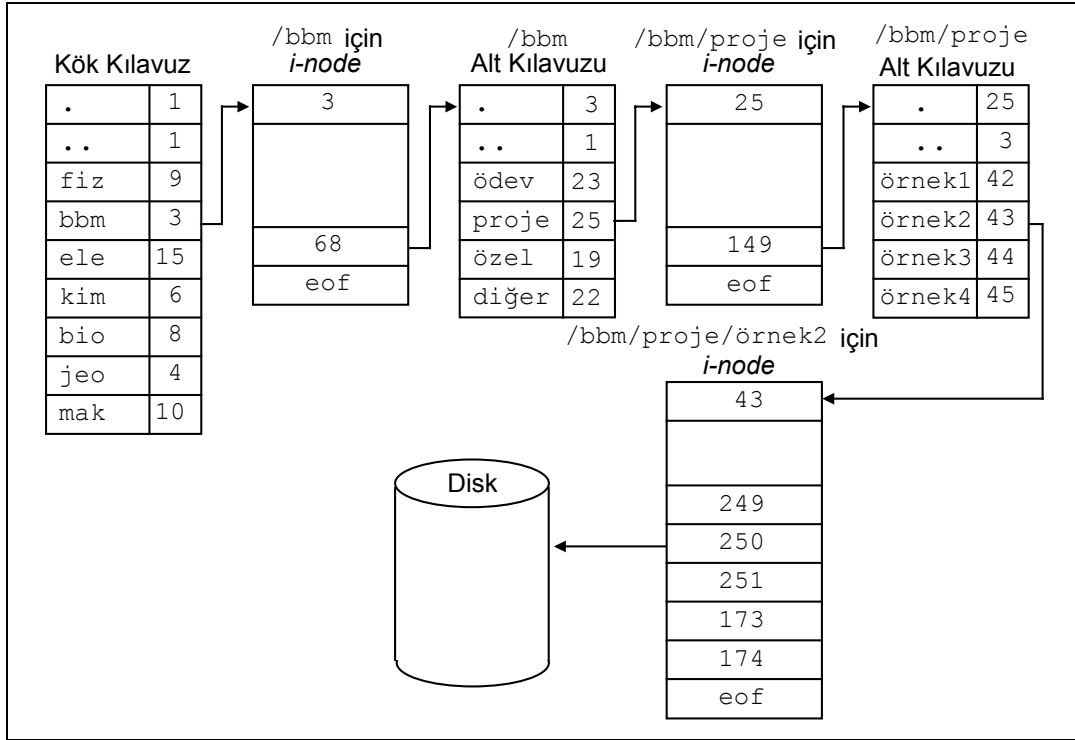 Kök Kılavuz
. 1
.. 1
fiz 9
bbm 3
ele 15
kim 6
bio 8
jeo 4
mak 10
/bbm için
i-node
3
68
eof
/bbm
Alt Kılavuzu
. 3
.. 1
ödev 23
proje 25
özel 19
diğer 22
/bbm/proje için
i-node
25
149
eof
/bbm/proje
Alt Kılavuzu
. 25
.. 3
örnek1 42
örnek2 43
örnek3 44
örnek4 45
/bbm/proje/örnek2 için
i-node
43
249
250
251
173
174
eof
Disk